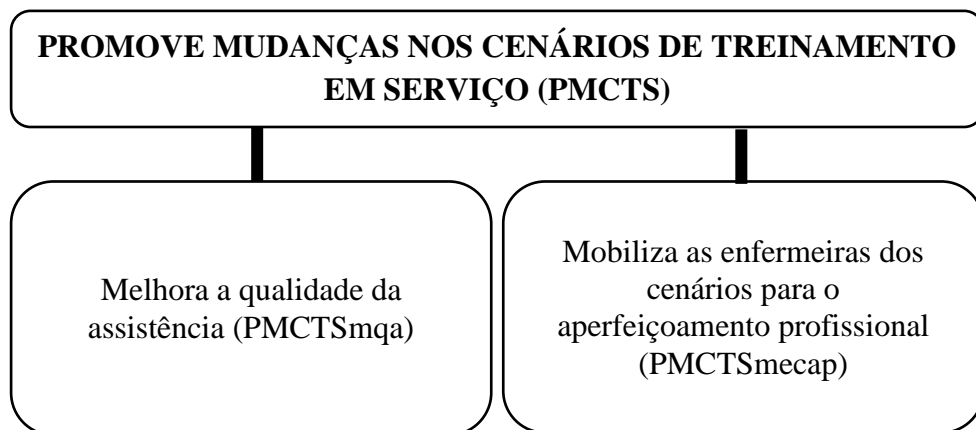 PROMOVE MUDANÇAS NOS CENÁRIOS DE TREINAMENTO
EM SERVIÇO (PMCTS)
Melhora a qualidade da
assistência (PMCTSmqa)
Mobiliza as enfermeiras dos
cenários para o
aperfeiçoamento profissional
(PMCTSmecap)